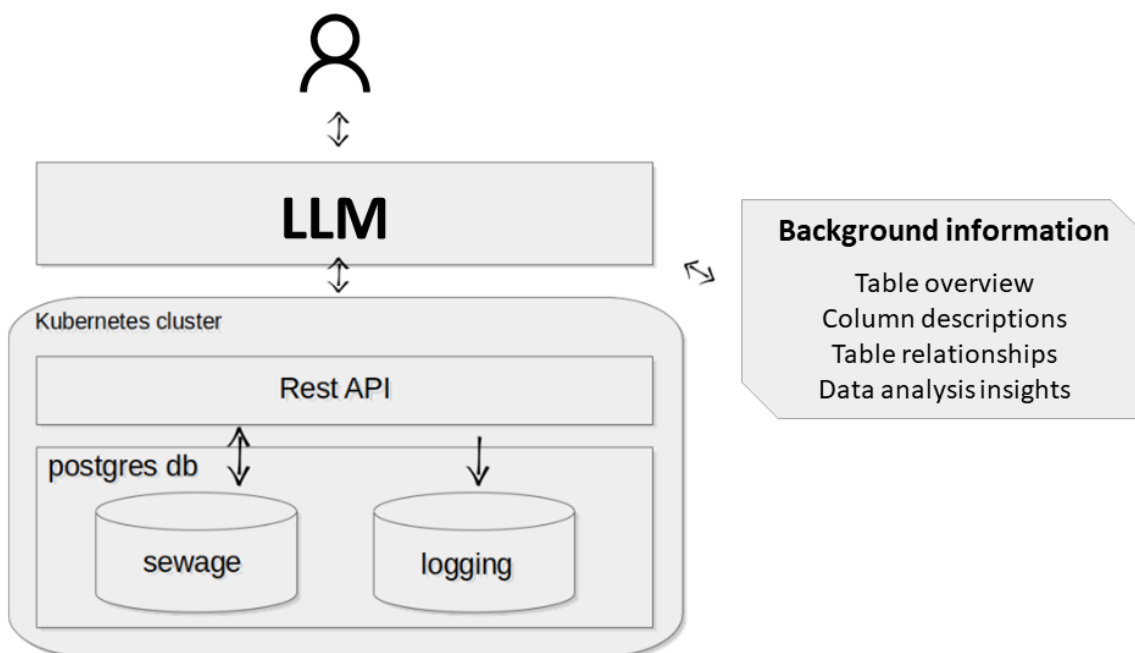 LLM
Background information
Table overview
Column descriptions
Table relationships
Data analysis insights
Kubernetes cluster
Rest API
postgres db
sewage
logging